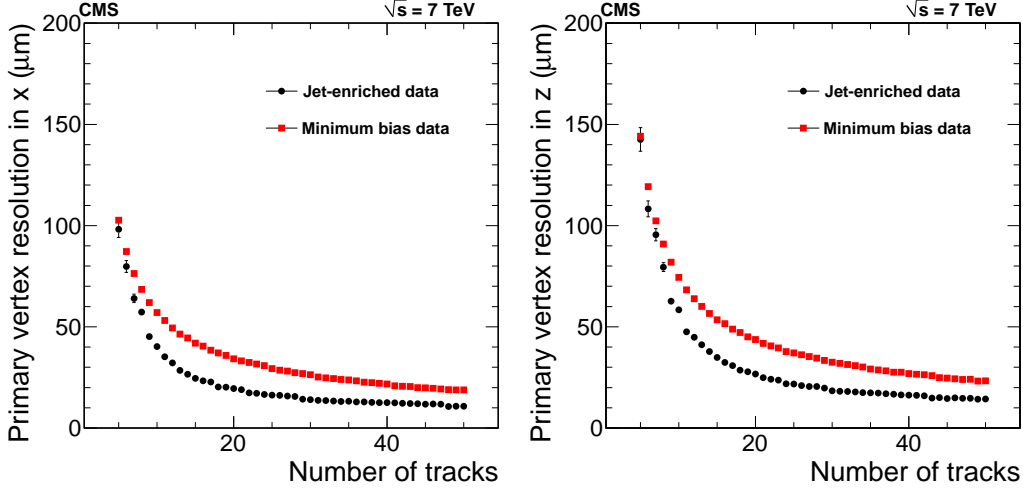 CMS √s = 7 TeV
Primary vertex resolution in x (μm)
200
150
100
50
0
Jet-enriched data
Minimum bias data
20 40
Number of tracks
CMS √s = 7 TeV
Primary vertex resolution in z (μm)
200
150
100
50
0
Jet-enriched data
Minimum bias data
20 40
Number of tracks